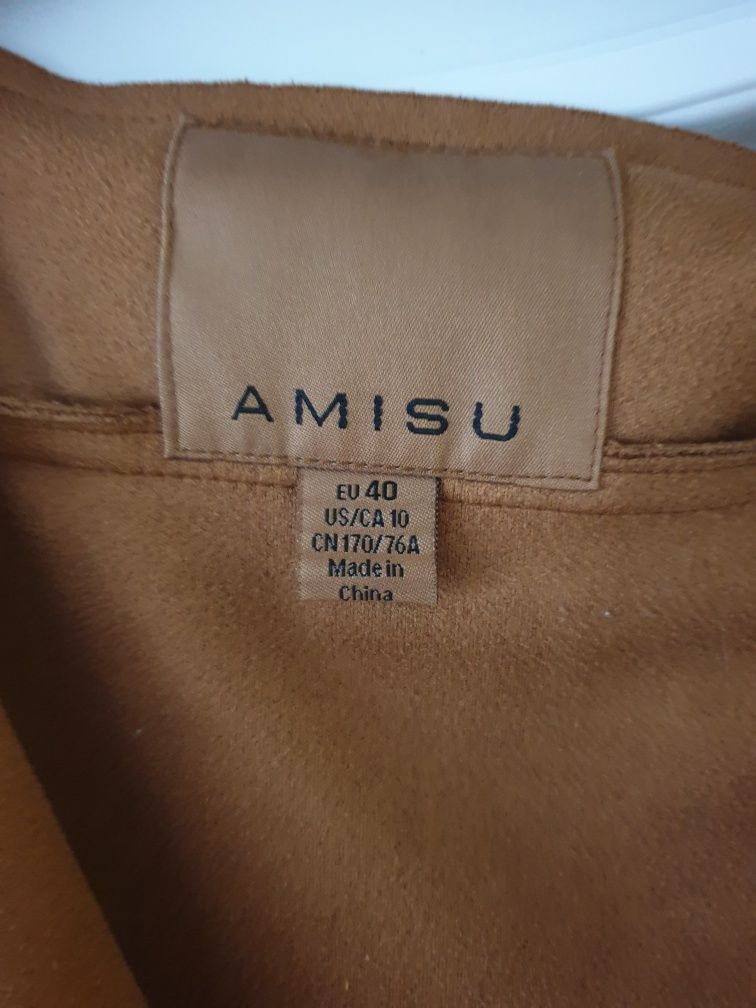 AMISU
EU 40
US/CA 10
CN 170/76A
Made in
China